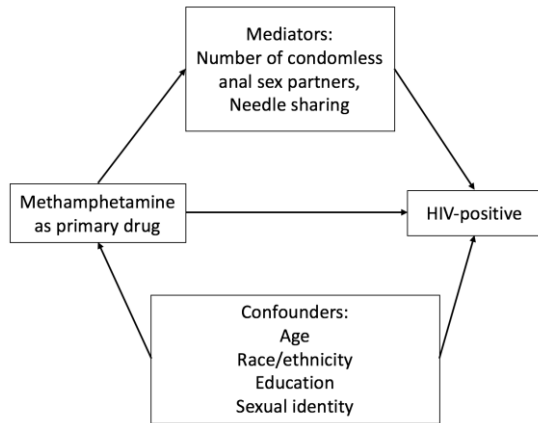 Mediators:
Number of condomless
anal sex partners,
Needle sharing
Methamphetamine
as primary drug
HIV-positive
Confounders:
Age
Race/ethnicity
Education
Sexual identity